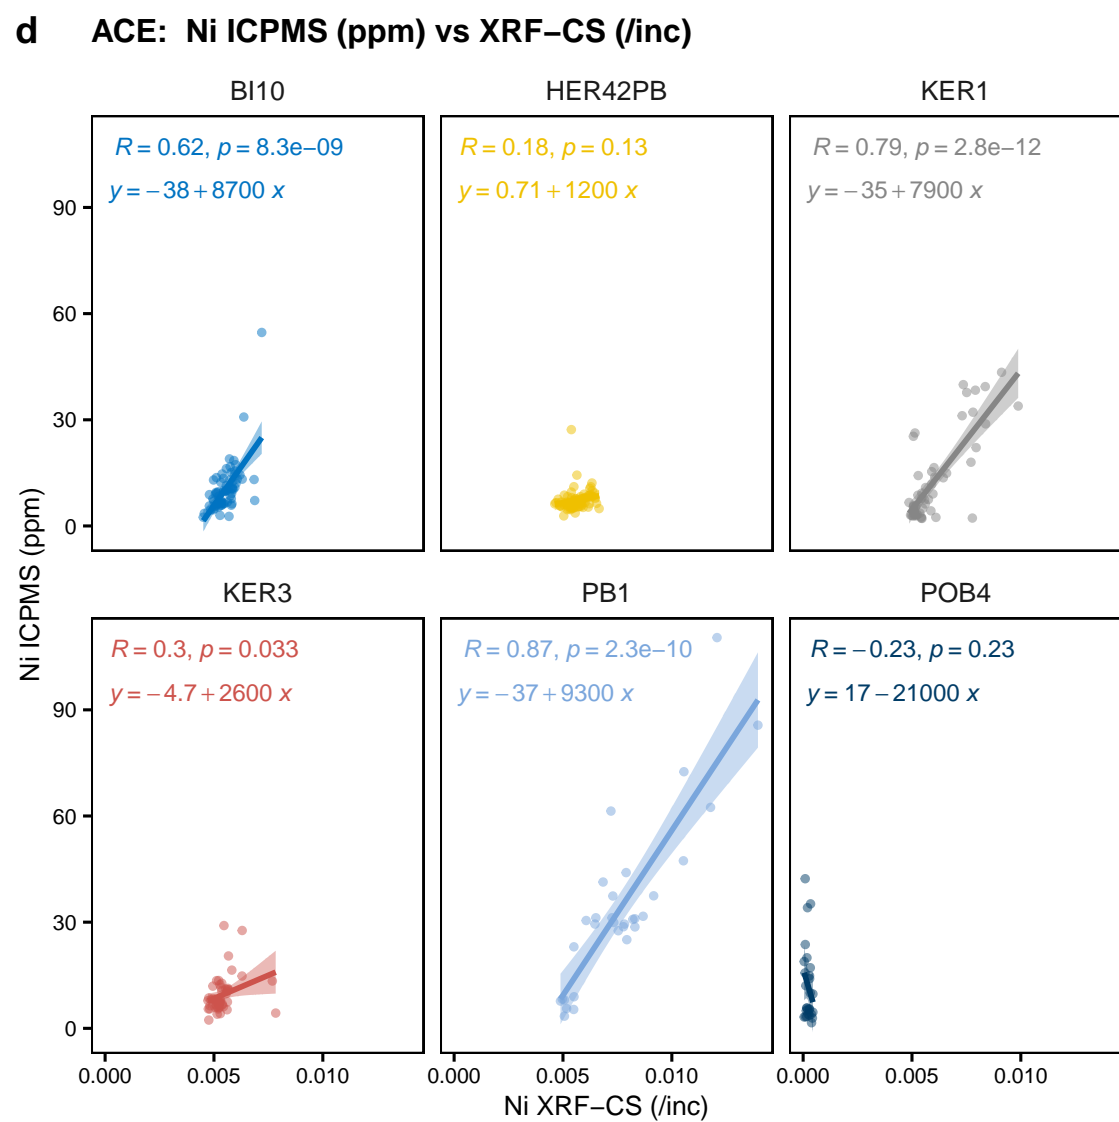 d ACE: Ni ICPMS (ppm) vs XRF−CS (/inc)
BI10 HER42PB KER1
R = 0.62, p = 8.3e−09 R = 0.18, p = 0.13 R = 0.79, p = 2.8e−12
y = −38 + 8700 x y = 0.71 + 1200 x y = −35 + 7900 x
90
60
30
0
Ni ICPMS (ppm)
KER3 PB1 POB4
R = 0.3, p = 0.033 R = 0.87, p = 2.3e−10 R = −0.23, p = 0.23
y = −4.7 + 2600 x y = −37 + 9300 x y = 17 − 21000 x
90
60
30
0
0.000 0.005 0.010 0.000 0.005 0.010 0.000 0.005 0.010
Ni XRF−CS (/inc)